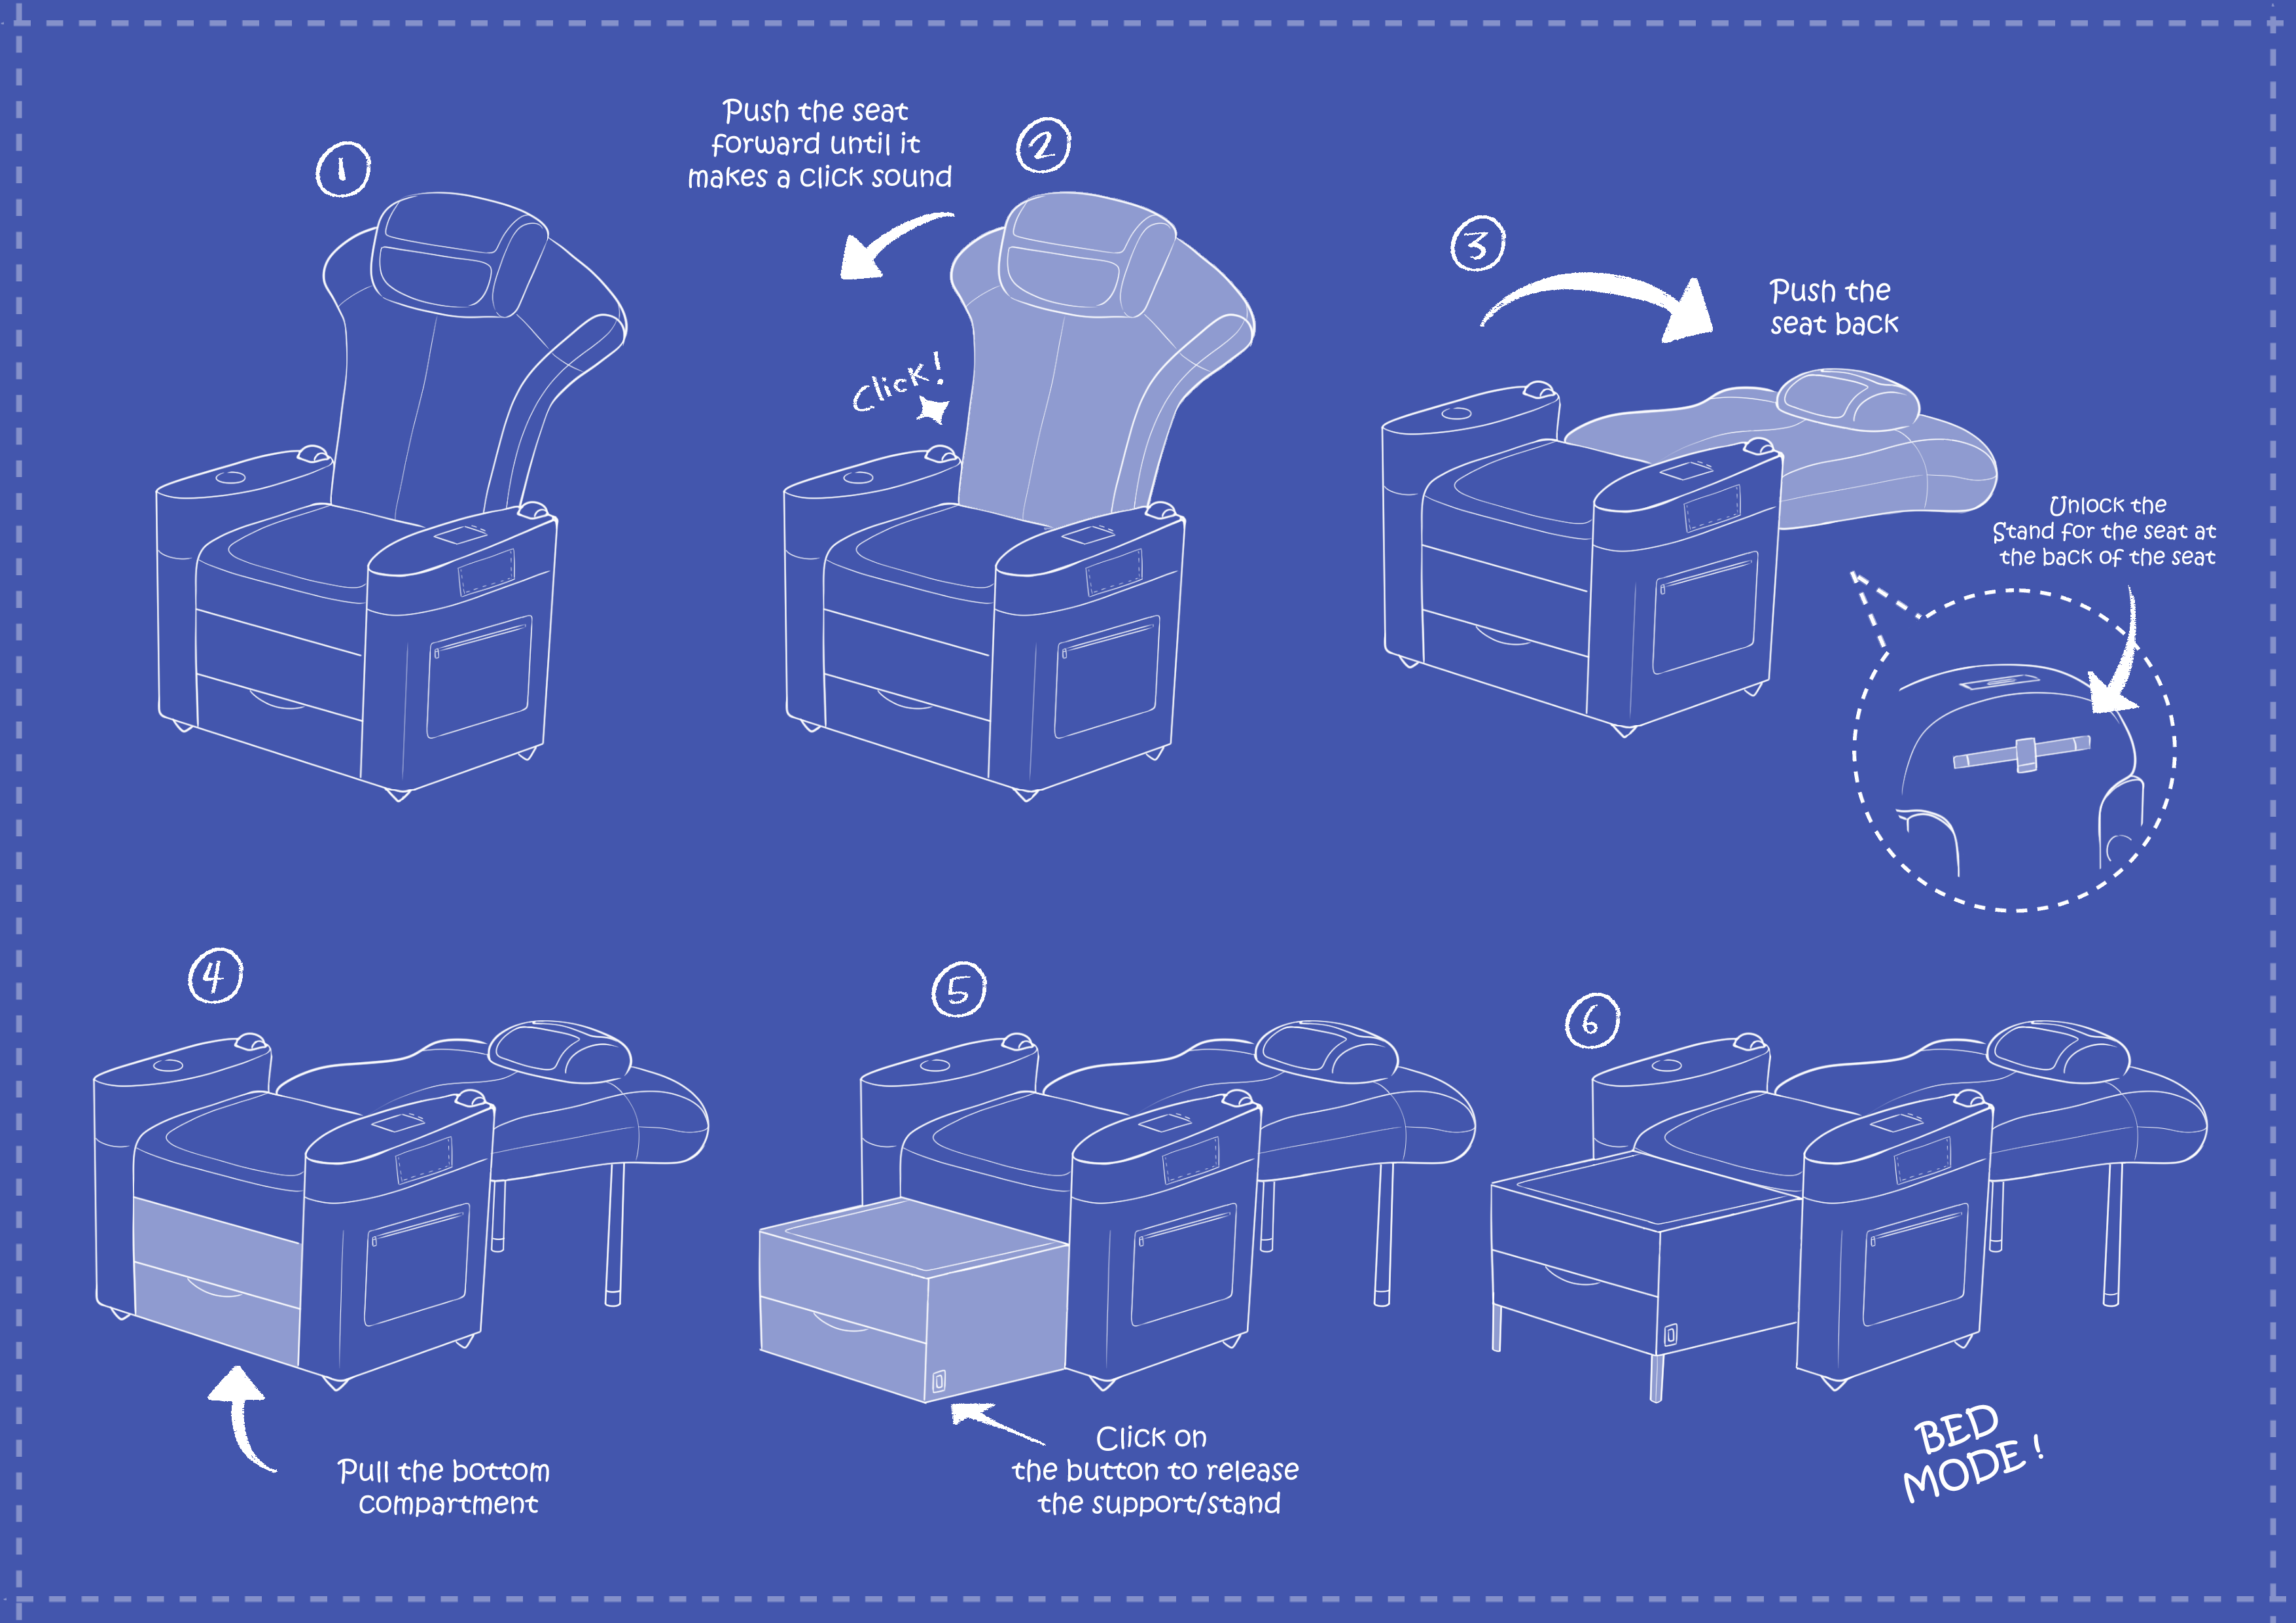 1
Push the seat
forward until it
makes a click sound
2
Click!
3
Push the
seat back
Unlock the
Stand for the seat at
the back of the seat
4
Pull the bottom
compartment
5
Click on
the button to release
the support/stand
6
BED
MODE!